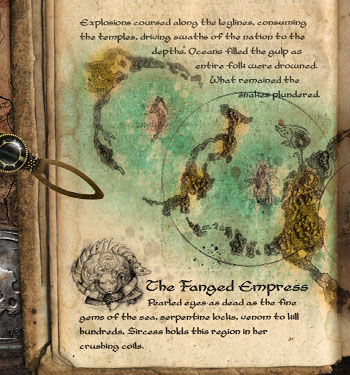 Explosions coursed along the leylines, consuming
the temples, driving swaths of the nation to the
depths. Oceans filled the gulp as
entire folk were drowned.
What remained the
snakes plundered.
The Fanged Empress
Pearled eyes as dead as the fine
gems of the sea, serpentine locks, venom to kill
hundreds, Sircess holds this region in her
crushing coils.